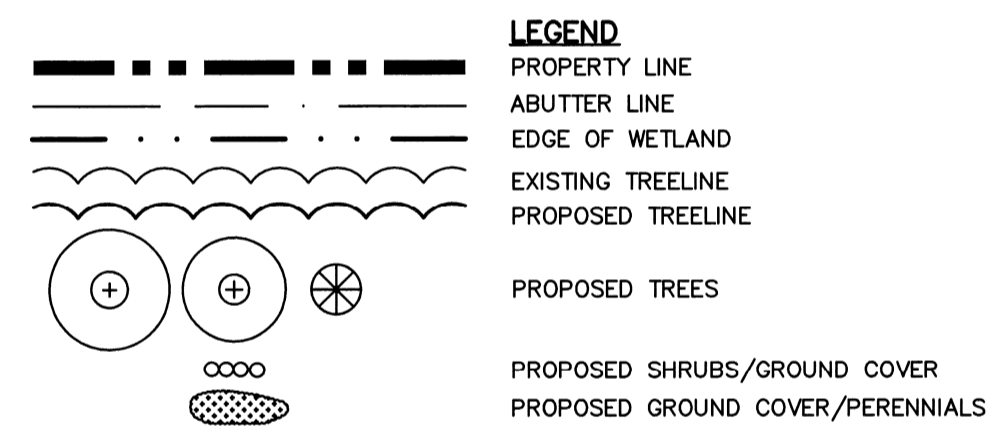 LEGEND
PROPERTY LINE
ABUTTER LINE
EDGE OF WETLAND
EXISTING TREELINE
PROPOSED TREELINE
PROPOSED TREES
PROPOSED SHRUBS/GROUND COVER
PROPOSED GROUND COVER/PERENNIALS